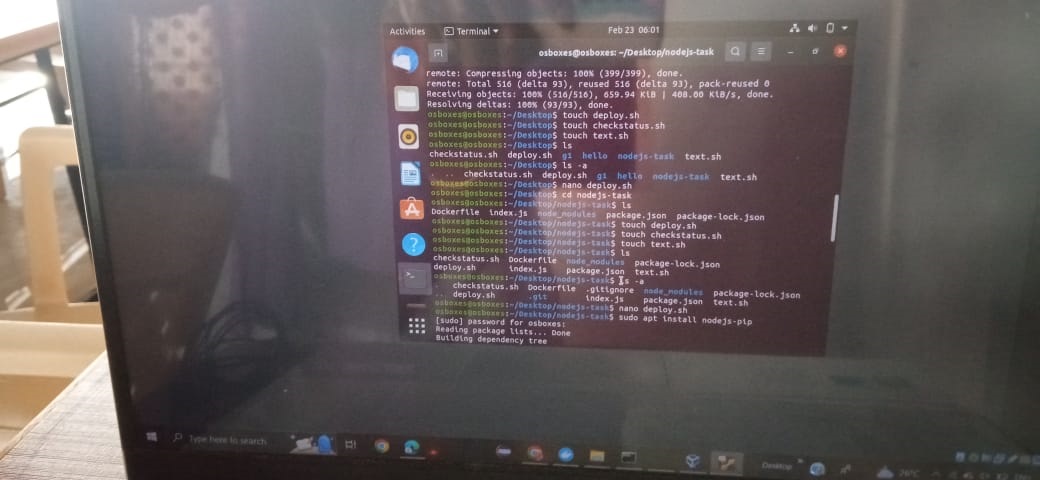 Activities Terminal Feb 23 06:01
osboxes@osboxes: ~/Desktop/nodejs-task
remote: Compressing objects: 100% (399/399), done.
remote: Total 516 (delta 93), reused 516 (delta 93), pack-reused 0
Receiving objects: 100% (516/516), 659.94 KiB | 408.00 KiB/s, done.
Resolving deltas: 100% (93/93), done.
osboxes@osboxes:~/Desktop$ touch deploy.sh
osboxes@osboxes:~/Desktop$ touch checkstatus.sh
osboxes@osboxes:~/Desktop$ touch text.sh
osboxes@osboxes:~/Desktop$ ls
checkstatus.sh deploy.sh g1 hello nodejs-task text.sh
osboxes@osboxes:~/Desktop$ ls -a
. .. checkstatus.sh deploy.sh g1 hello nodejs-task text.sh
osboxes@osboxes:~/Desktop$ nano deploy.sh
osboxes@osboxes:~/Desktop$ cd nodejs-task
osboxes@osboxes:~/Desktop/nodejs-task$ ls
Dockerfile index.js node_modules package.json package-lock.json
osboxes@osboxes:~/Desktop/nodejs-task$ touch deploy.sh
osboxes@osboxes:~/Desktop/nodejs-task$ touch checkstatus.sh
osboxes@osboxes:~/Desktop/nodejs-task$ touch text.sh
osboxes@osboxes:~/Desktop/nodejs-task$ ls
checkstatus.sh Dockerfile node_modules package-lock.json
deploy.sh index.js package.json text.sh
osboxes@osboxes:~/Desktop/nodejs-task$ ls -a
. checkstatus.sh Dockerfile .gitignore node_modules package-lock.json
.. deploy.sh .git index.js package.json text.sh
osboxes@osboxes:~/Desktop/nodejs-task$ nano deploy.sh
osboxes@osboxes:~/Desktop/nodejs-task$ sudo apt install nodejs-pip
[sudo] password for osboxes:
Reading package lists... Done
Building dependency tree
Type here to search
Desktop
26°C